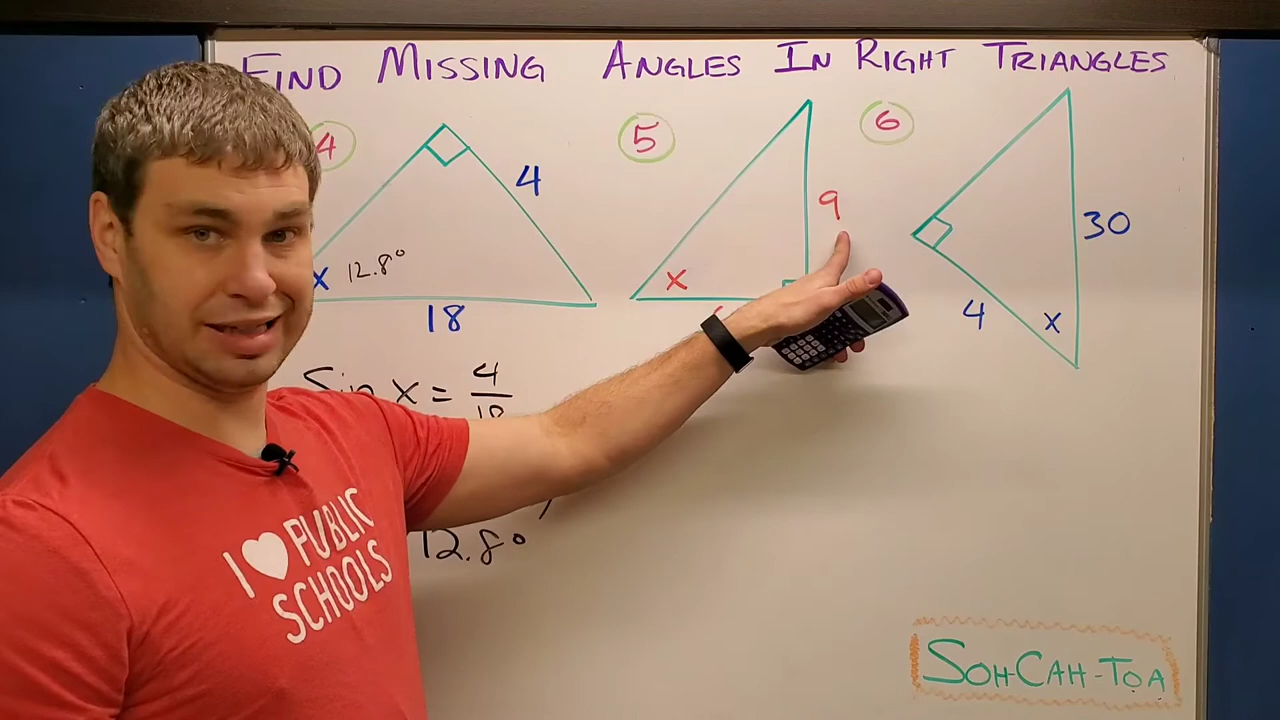 FIND MISSING ANGLES IN RIGHT TRIANGLES
4
5
6
4
9
30
x 12.8°
x
4
x
18
Sin x = 4
12.8°
I ♥ PUBLIC
SCHOOLS
SOH-CAH-TOA